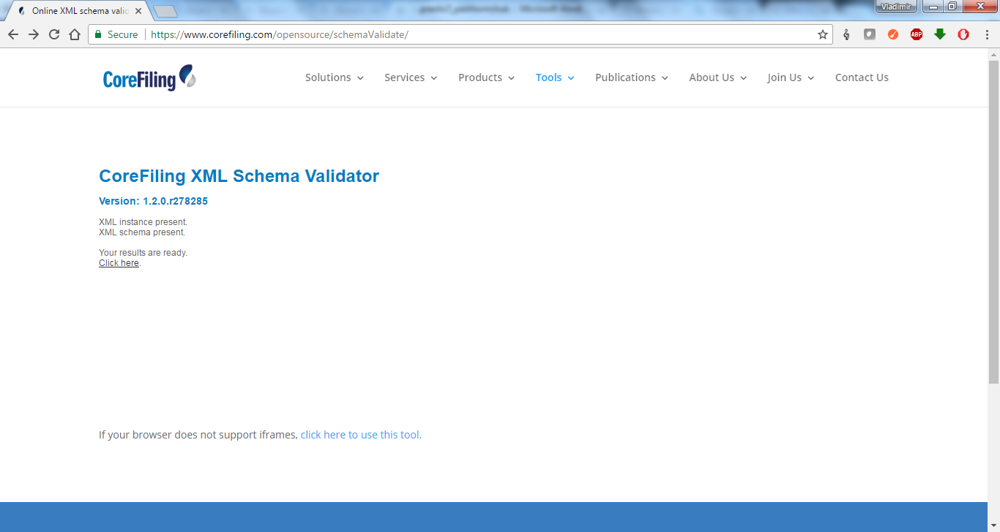 Online XML schema valid
Vladimir
Secure
https://www.corefiling.com/opensource/schemaValidate/
ABP
CoreFiling
Solutions
Services
Products
Tools
Publications
About Us
Join Us
Contact Us
CoreFiling XML Schema Validator
Version: 1.2.0.r278285
XML instance present.
XML schema present.
Your results are ready.
Click here.
If your browser does not support iframes, click here to use this tool.